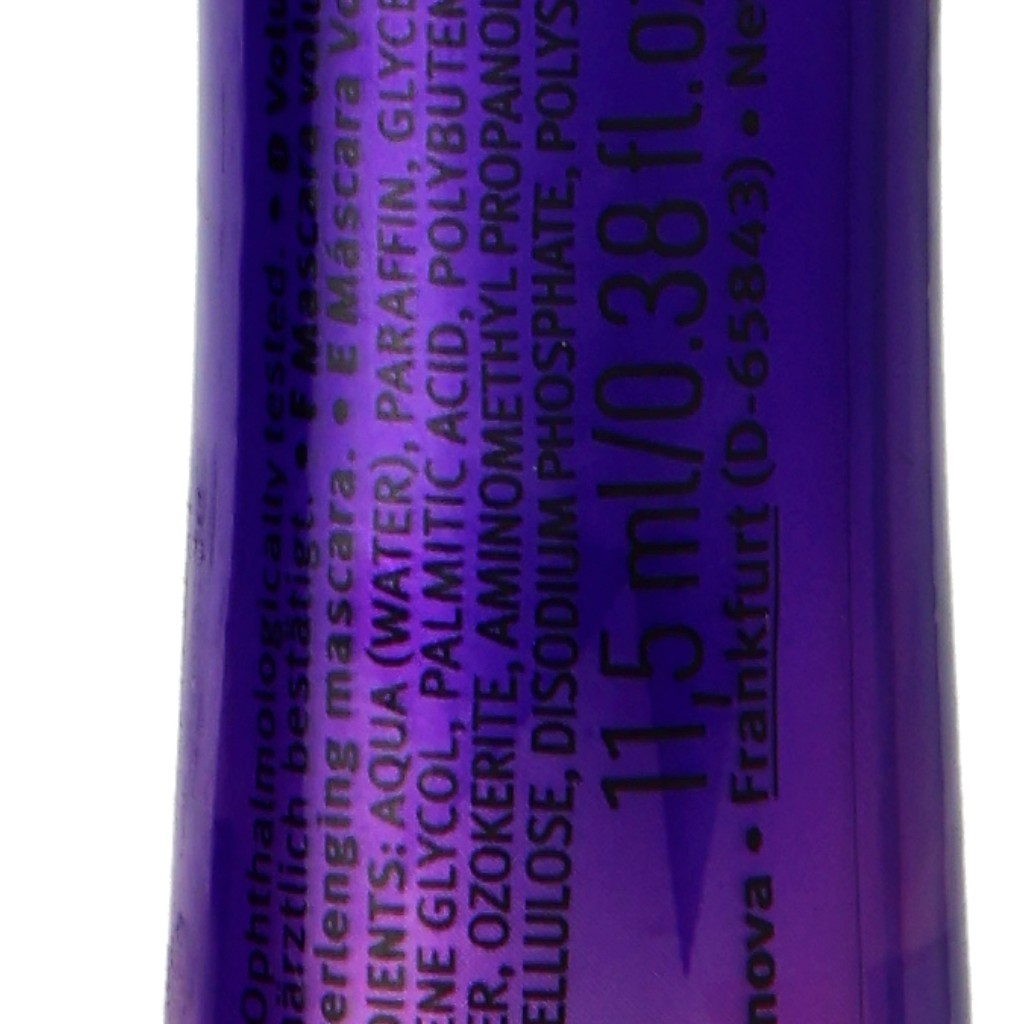 Ophthalmologically tested. • D Volu
närztlich bestätigt. • F Mascara volu
erlenging mascara. • E Máscara Vo
DIENTS: AQUA (WATER), PARAFFIN, GLYCE
ENE GLYCOL, PALMITIC ACID, POLYBUTEN
ER, OZOKERITE, AMINOMETHYL PROPANOL
ELLULOSE, DISODIUM PHOSPHATE, POLYS
11,5 ml/0.38 fl.oz
nova • Frankfurt (D-65843) • Ne